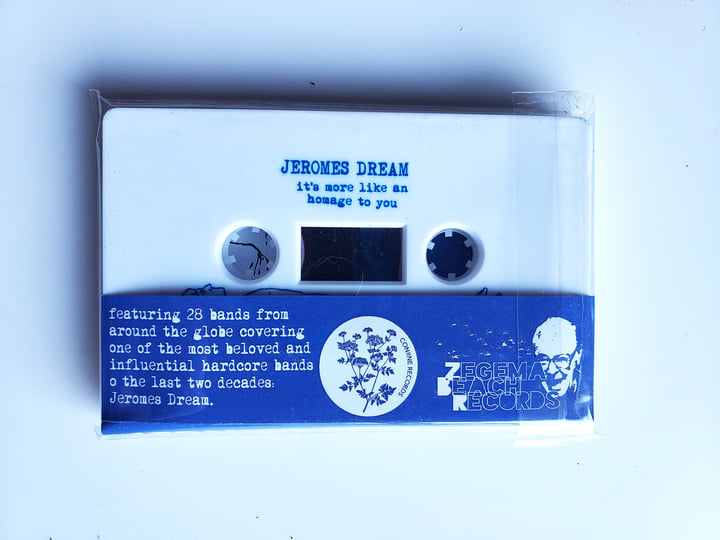 JEROMES DREAM
it's more like an
homage to you
featuring 28 bands from
around the globe covering
one of the most beloved and
influential hardcore bands
o the last two decades:
Jeromes Dream.
CONIINE RECORDS
ZEGEMA
BEACH
RECORDS